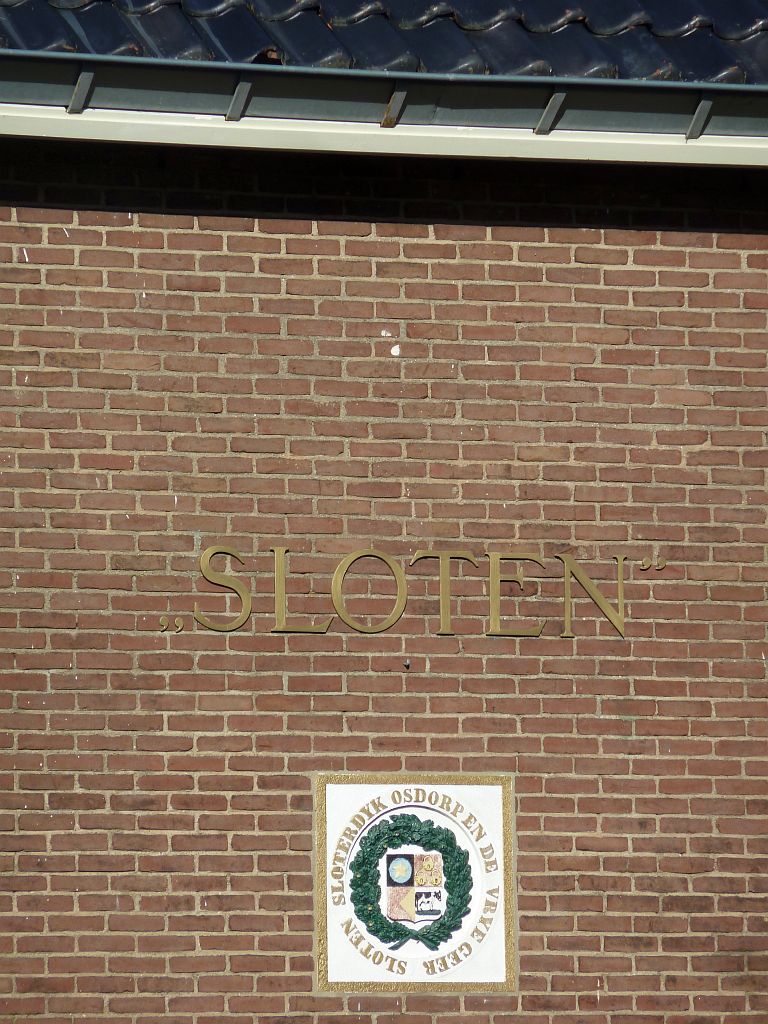 „SLOTEN”
SLOTEN SLOTERDYK OSDORP EN DE VRYE GEER